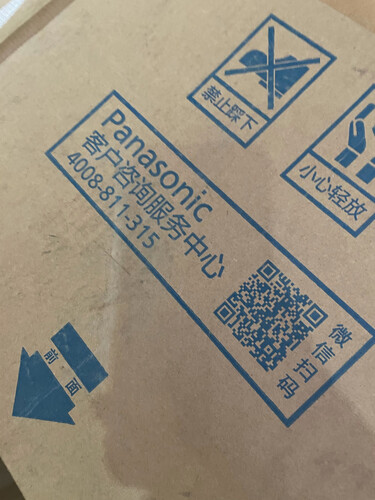 禁止踩下
小心轻放
Panasonic
客户咨询服务中心
4008-811-315
微信扫码
前面